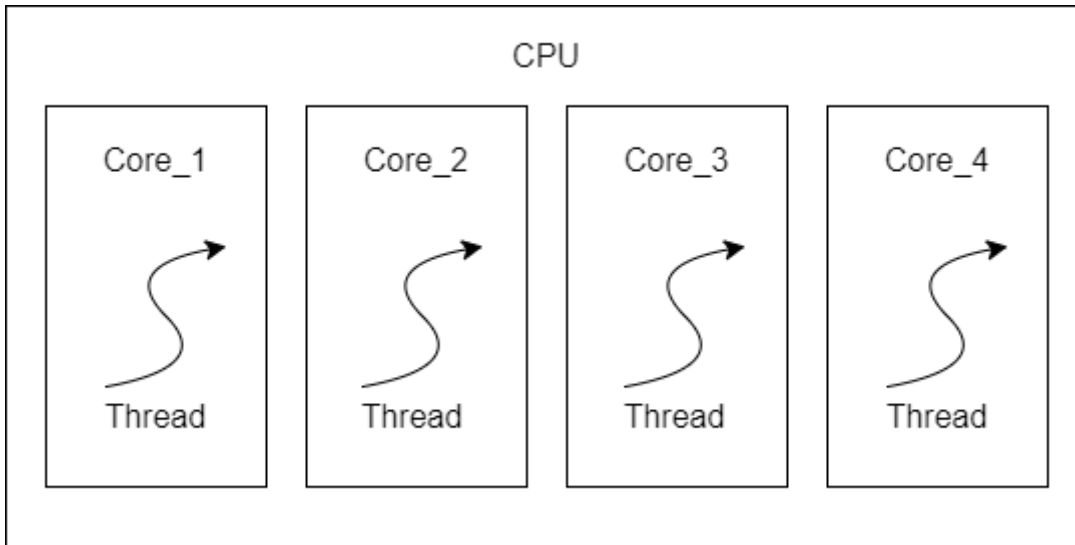 CPU
Core_1
Core_2
Core_3
Core_4
Thread
Thread
Thread
Thread